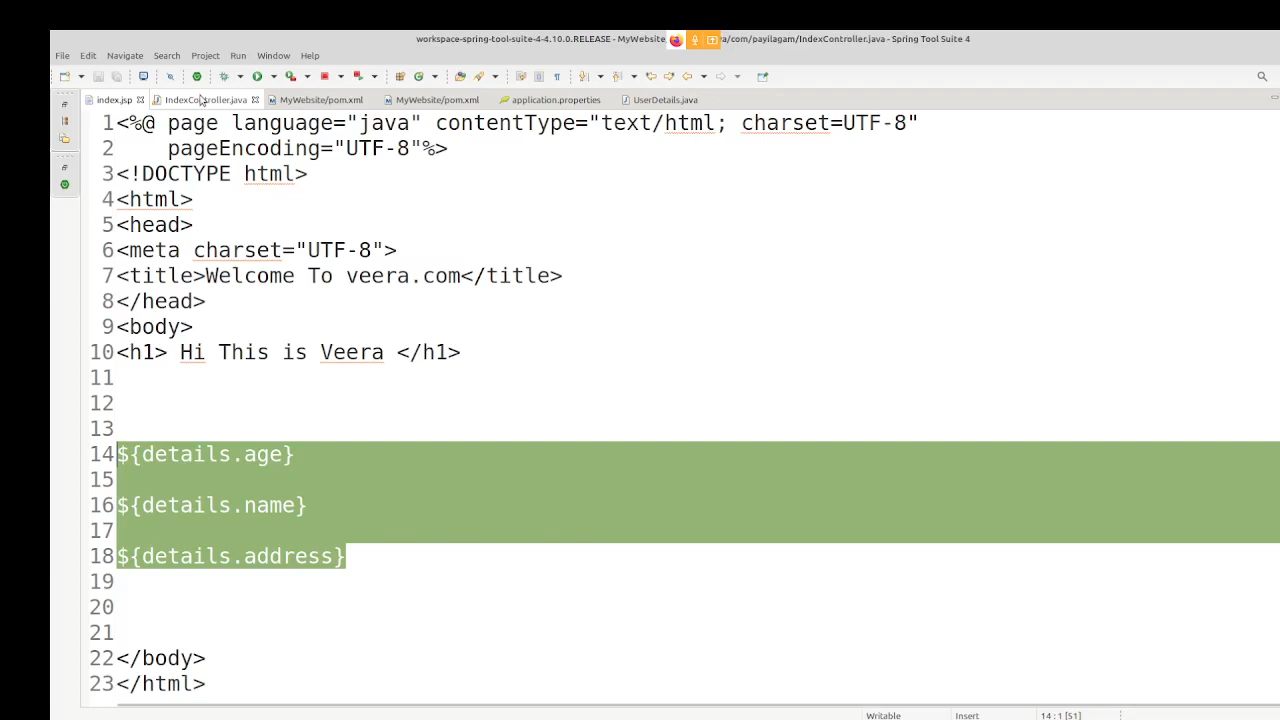 workspace-spring-tool-suite-4-4.10.0.RELEASE - MyWebsite va/com/payilagam/IndexController.java - Spring Tool Suite 4
File Edit Navigate Search Project Run Window Help
index.jsp IndexController.java MyWebsite/pom.xml MyWebsite/pom.xml application.properties UserDetails.java
1 <%@ page language="java" contentType="text/html; charset=UTF-8"
2     pageEncoding="UTF-8"%>
3 <!DOCTYPE html>
4 <html>
5 <head>
6 <meta charset="UTF-8">
7 <title>Welcome To veera.com</title>
8 </head>
9 <body>
10 <h1> Hi This is Veera </h1>
11
12
13
14 ${details.age}
15
16 ${details.name}
17
18 ${details.address}
19
20
21
22 </body>
23 </html>
Writable Insert 14 : 1 [51]